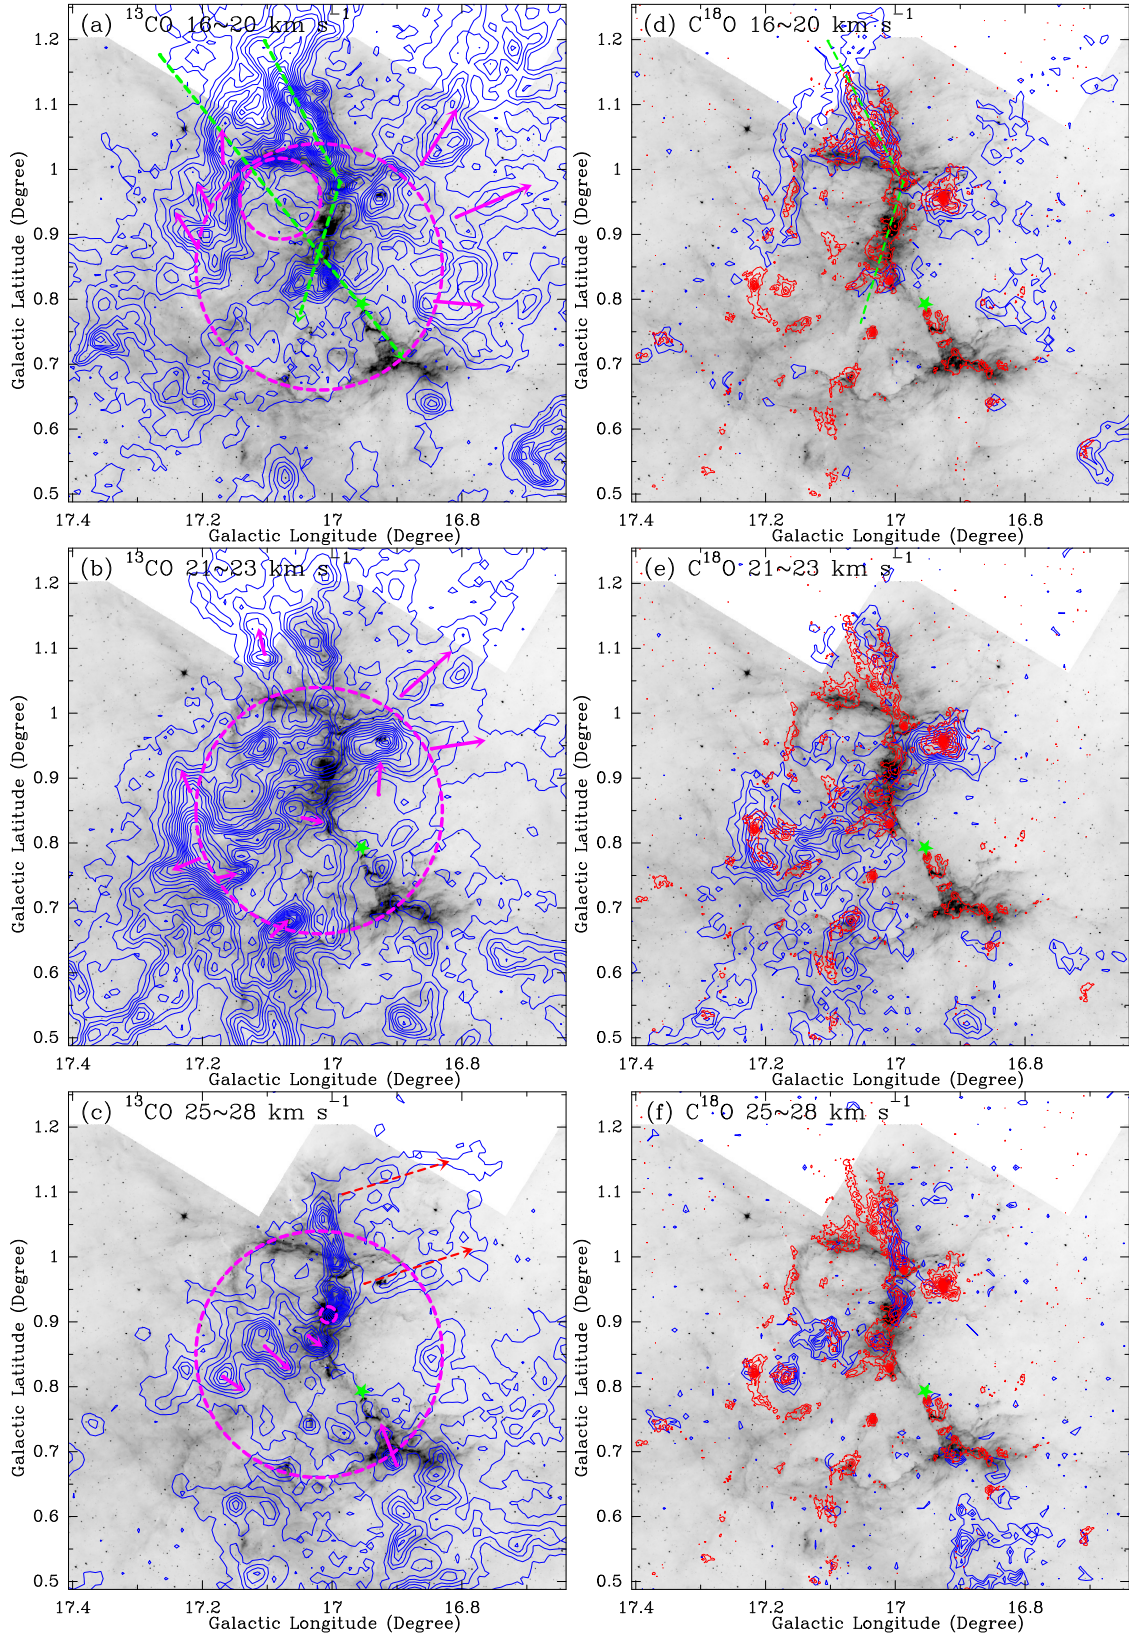 (a) ¹³CO 16~20 km s⁻¹
1.2
1.1
1
0.9
0.8
0.7
0.6
0.5
Galactic Latitude (Degree)
17.4 17.2 17 16.8
Galactic Longitude (Degree)
(d) C¹⁸O 16~20 km s⁻¹
1.2
1.1
1
0.9
0.8
0.7
0.6
0.5
Galactic Latitude (Degree)
17.4 17.2 17 16.8
Galactic Longitude (Degree)
(b) ¹³CO 21~23 km s⁻¹
1.2
1.1
1
0.9
0.8
0.7
0.6
0.5
Galactic Latitude (Degree)
17.4 17.2 17 16.8
Galactic Longitude (Degree)
(e) C¹⁸O 21~23 km s⁻¹
1.2
1.1
1
0.9
0.8
0.7
0.6
0.5
Galactic Latitude (Degree)
17.4 17.2 17 16.8
Galactic Longitude (Degree)
(c) ¹³CO 25~28 km s⁻¹
1.2
1.1
1
0.9
0.8
0.7
0.6
0.5
Galactic Latitude (Degree)
17.4 17.2 17 16.8
Galactic Longitude (Degree)
(f) C¹⁸O 25~28 km s⁻¹
1.2
1.1
1
0.9
0.8
0.7
0.6
0.5
Galactic Latitude (Degree)
17.4 17.2 17 16.8
Galactic Longitude (Degree)